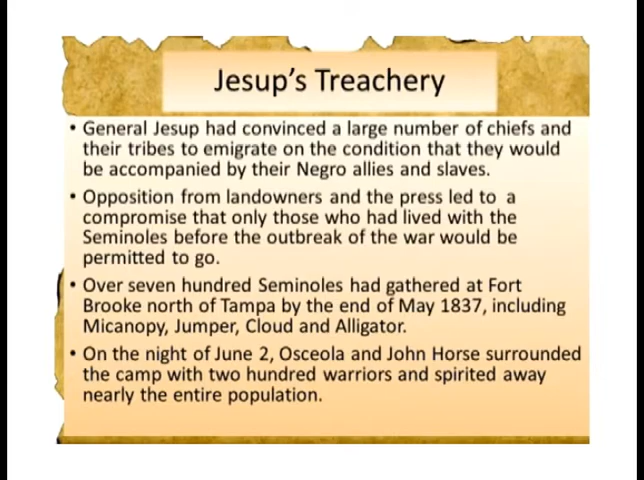 Jesup's Treachery
• General Jesup had convinced a large number of chiefs and
their tribes to emigrate on the condition that they would
be accompanied by their Negro allies and slaves.
• Opposition from landowners and the press led to a
compromise that only those who had lived with the
Seminoles before the outbreak of the war would be
permitted to go.
• Over seven hundred Seminoles had gathered at Fort
Brooke north of Tampa by the end of May 1837, including
Micanopy, Jumper, Cloud and Alligator.
• On the night of June 2, Osceola and John Horse surrounded
the camp with two hundred warriors and spirited away
nearly the entire population.